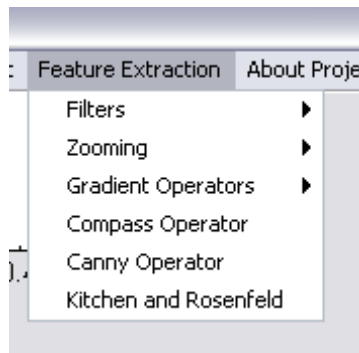 Feature Extraction About Proje
Filters
Zooming
Gradient Operators
Compass Operator
Canny Operator
Kitchen and Rosenfeld